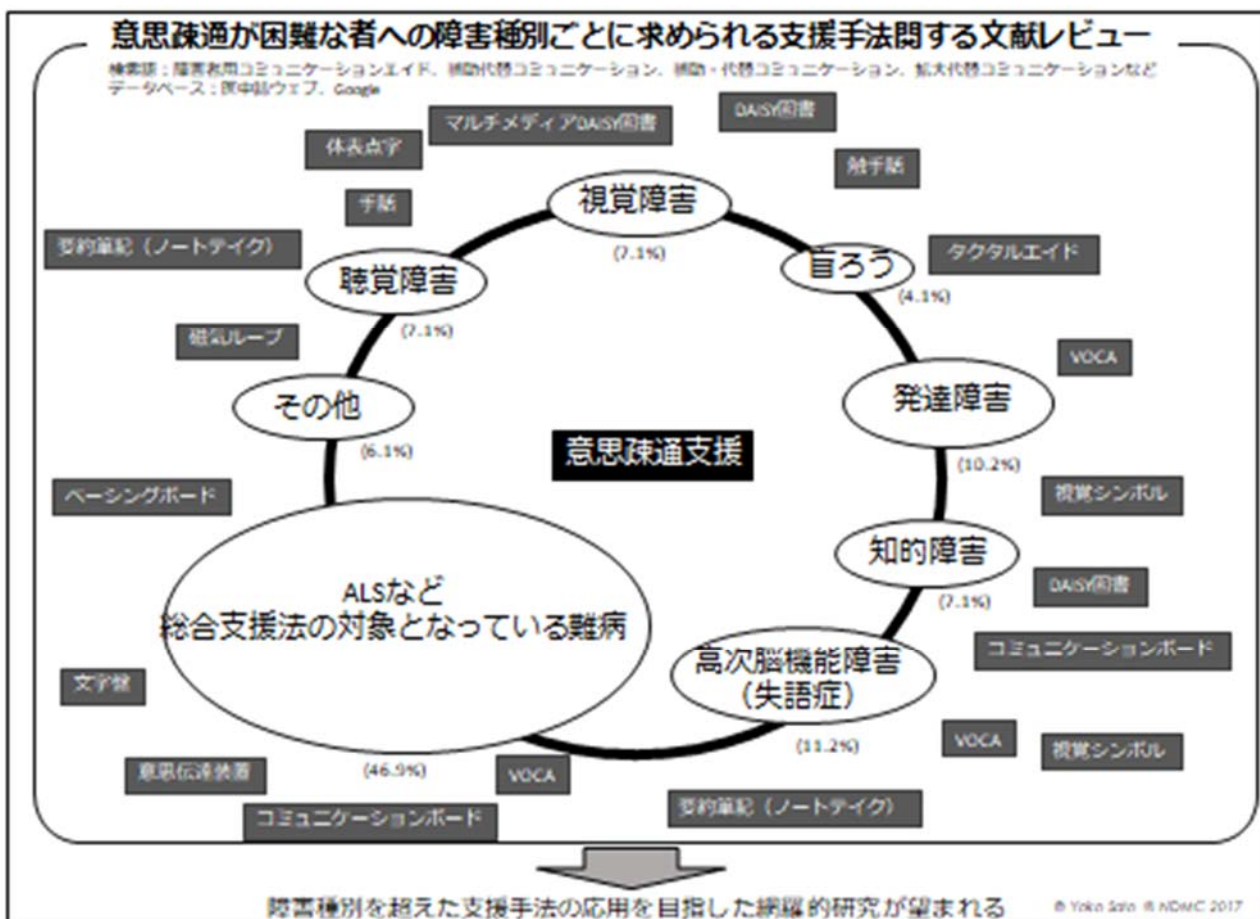 意思疎通が困難な者への障害種別ごとに求められる支援手法関する文献レビュー
検索語：障害者用コミュニケーションエイド、補助代替コミュニケーション、補助・代替コミュニケーション、拡大代替コミュニケーションなど
データベース：医中誌ウェブ、Google
マルチメディアDAISY図書
DAISY図書
体表点字
触手話
手話
視覚障害
(7.1%)
要約筆記（ノートテイク）
聴覚障害
(7.1%)
盲ろう
(4.1%)
タクタルエイド
磁気ループ
VOCA
その他
(6.1%)
発達障害
(10.2%)
意思疎通支援
ペーシングボード
視覚シンボル
知的障害
(7.1%)
DAISY図書
ALSなど
総合支援法の対象となっている難病
(46.9%)
コミュニケーションボード
高次脳機能障害
（失語症）
(11.2%)
文字盤
VOCA
視覚シンボル
意思伝達装置
VOCA
コミュニケーションボード
要約筆記（ノートテイク）
障害種別を超えた支援手法の応用を目指した網羅的研究が望まれる
© Yoko Seto @ NDMC 2017